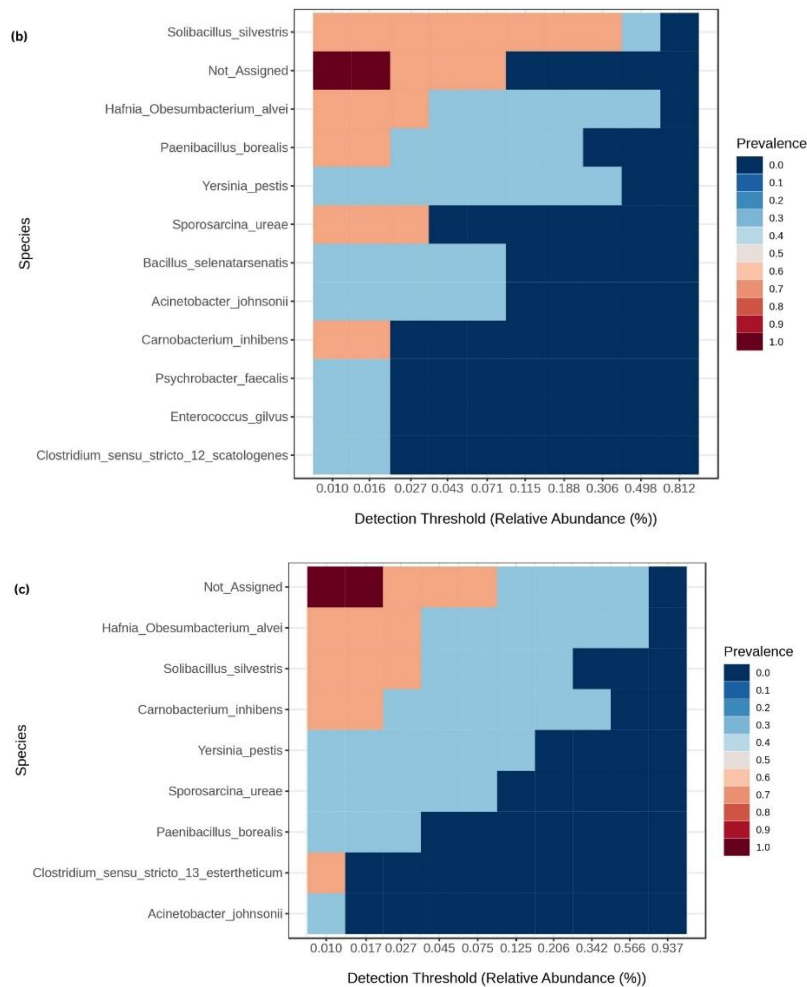 (b)
Solibacillus_silvestris
Not_Assigned
Hafnia_Obesumbacterium_alvei
Paenibacillus_borealis
Yersinia_pestis
Sporosarcina_ureae
Bacillus_selenatarsenatis
Acinetobacter_johnsonii
Carnobacterium_inhibens
Psychrobacter_faecalis
Enterococcus_gilvus
Clostridium_sensu_stricto_12_scatologenes
Species
0.010 0.016 0.027 0.043 0.071 0.115 0.188 0.306 0.498 0.812
Detection Threshold (Relative Abundance (%))
Prevalence
0.0
0.1
0.2
0.3
0.4
0.5
0.6
0.7
0.8
0.9
1.0
(c)
Not_Assigned
Hafnia_Obesumbacterium_alvei
Solibacillus_silvestris
Carnobacterium_inhibens
Yersinia_pestis
Sporosarcina_ureae
Paenibacillus_borealis
Clostridium_sensu_stricto_13_estertheticum
Acinetobacter_johnsonii
Species
0.010 0.017 0.027 0.045 0.075 0.125 0.206 0.342 0.566 0.937
Detection Threshold (Relative Abundance (%))
Prevalence
0.0
0.1
0.2
0.3
0.4
0.5
0.6
0.7
0.8
0.9
1.0